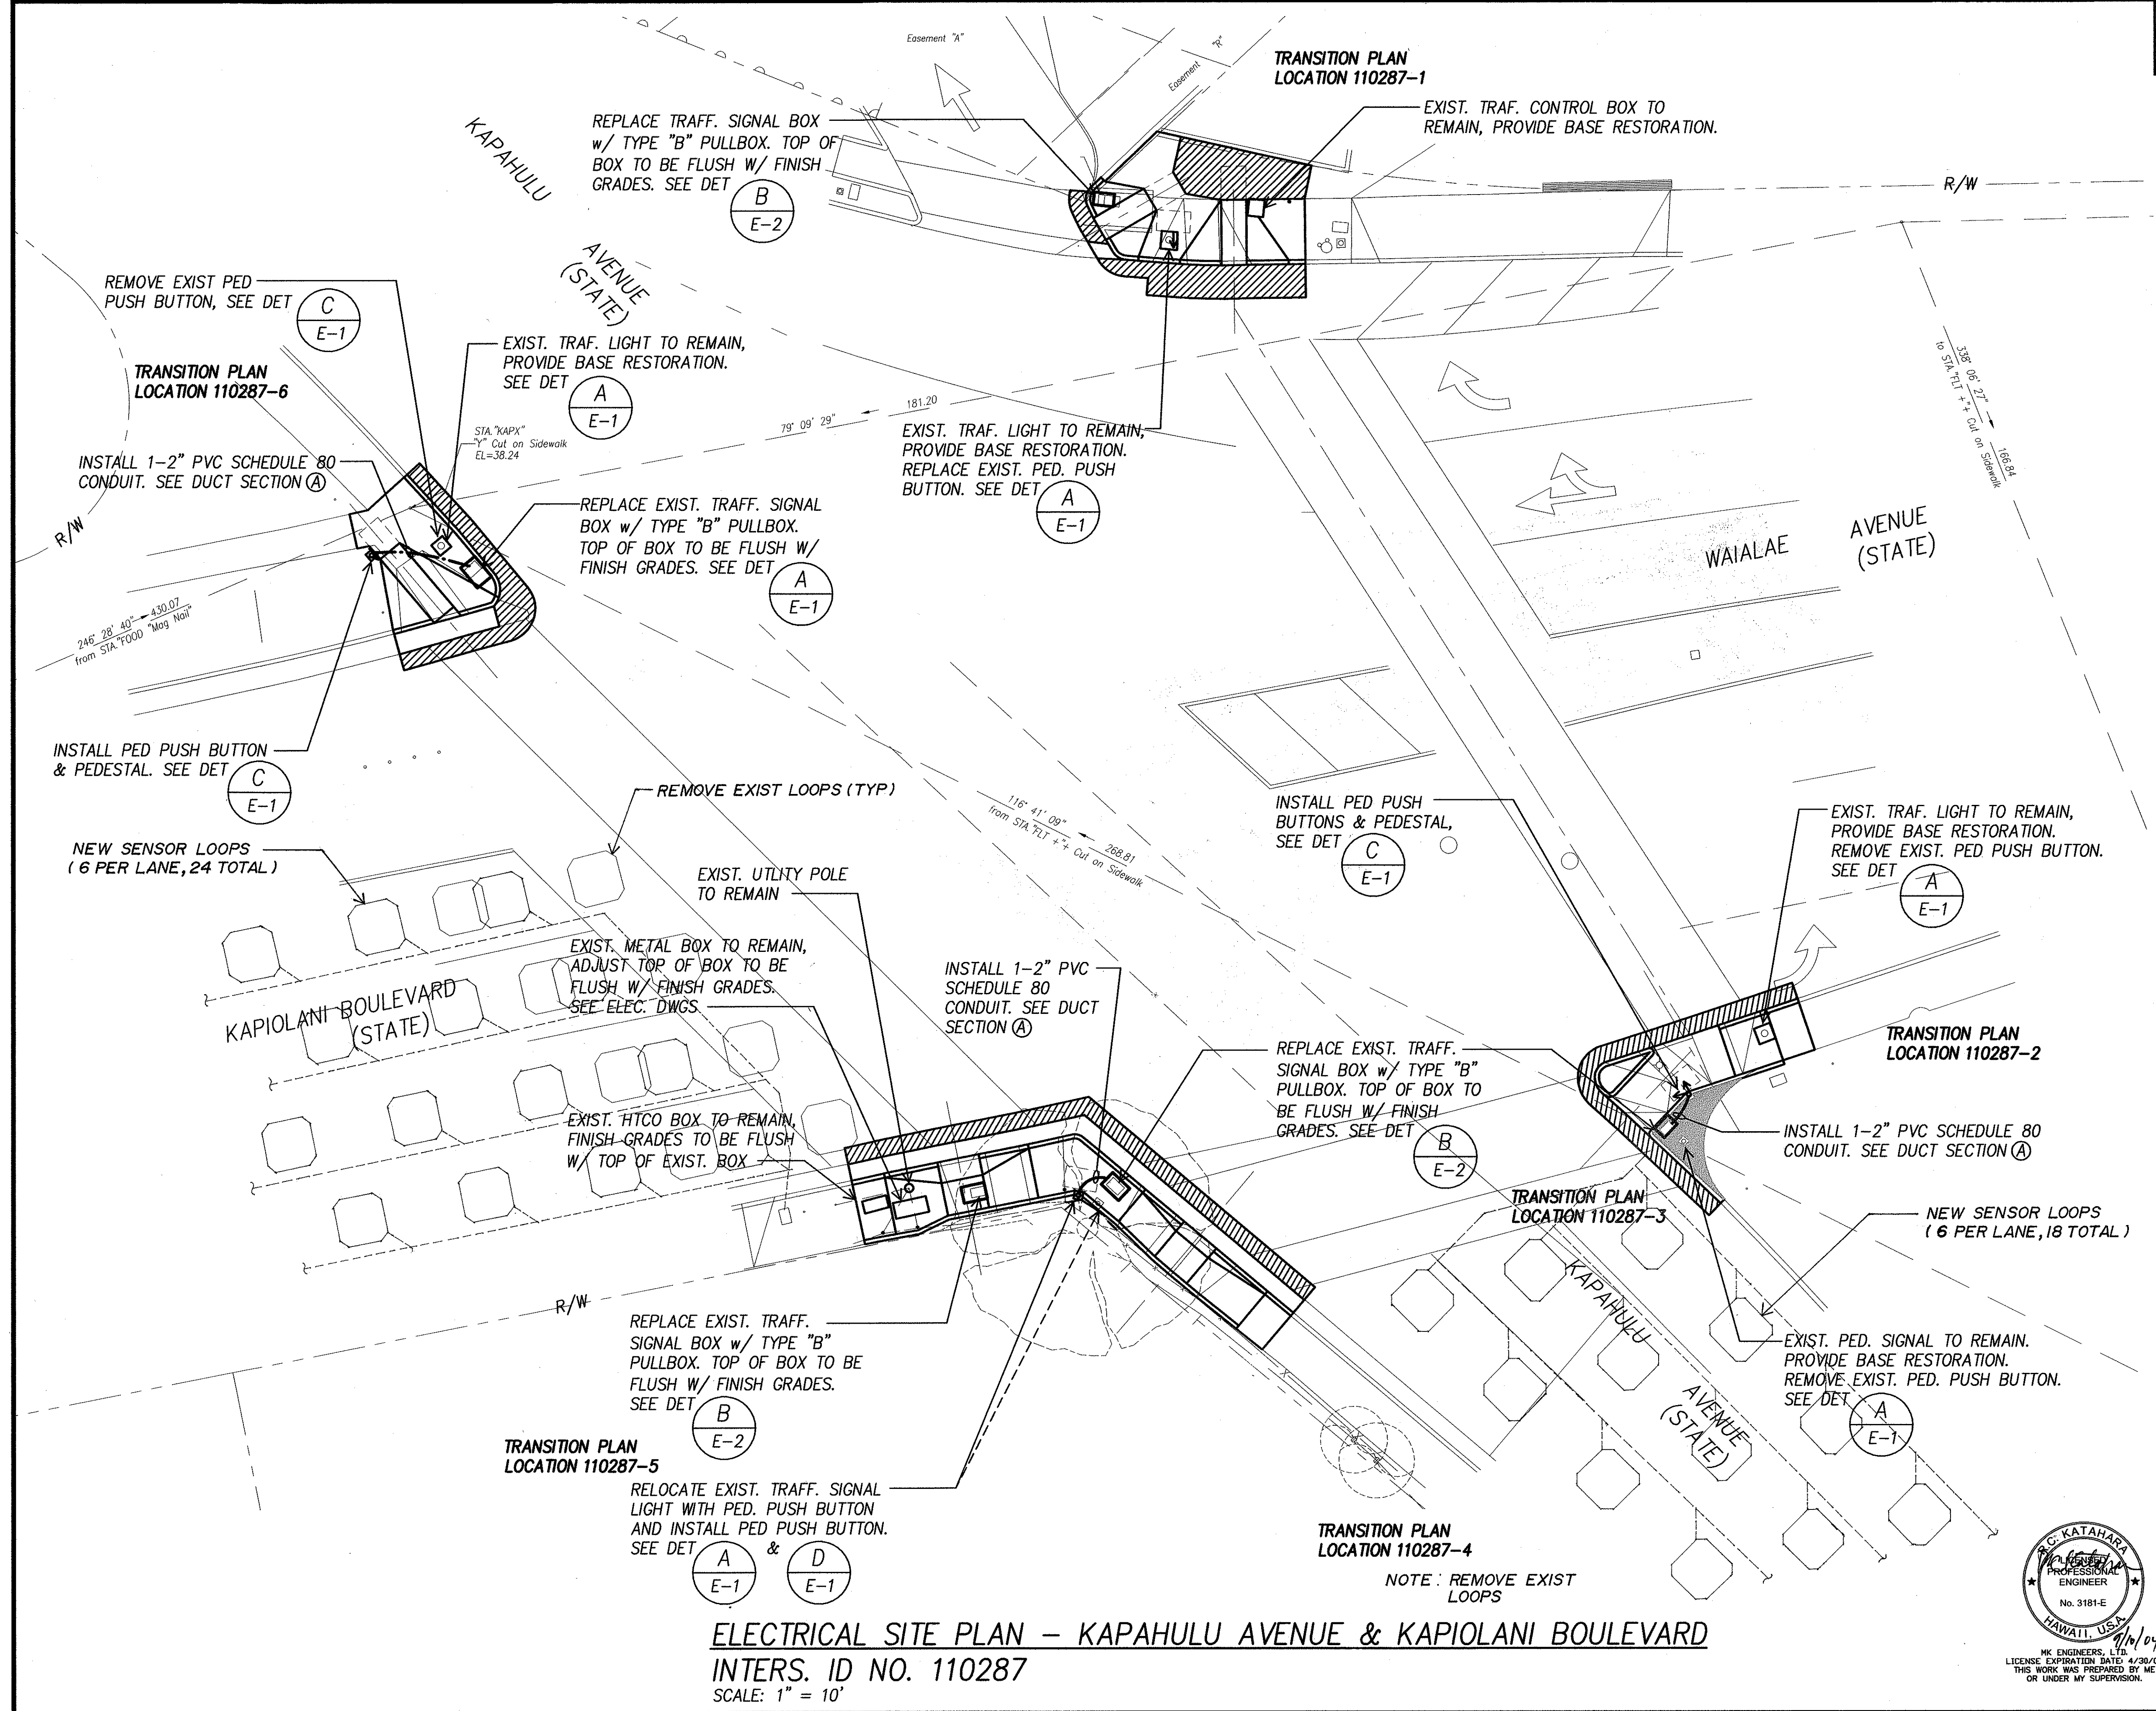 Easement "A"
Easement "R"
TRANSITION PLAN
LOCATION 110287-1
EXIST. TRAF. CONTROL BOX TO
REMAIN, PROVIDE BASE RESTORATION.
REPLACE TRAFF. SIGNAL BOX
w/ TYPE "B" PULLBOX. TOP OF
BOX TO BE FLUSH W/ FINISH
GRADES. SEE DET
B
E-2
KAPAHULU
AVENUE
(STATE)
R/W
REMOVE EXIST PED
PUSH BUTTON, SEE DET
C
E-1
EXIST. TRAF. LIGHT TO REMAIN,
PROVIDE BASE RESTORATION.
SEE DET
A
E-1
TRANSITION PLAN
LOCATION 110287-6
STA."KAPX"
"Y" Cut on Sidewalk
EL=38.24
79° 09' 29"
181.20
338° 06' 27"
166.84
to STA."FLT +"+ Cut on Sidewalk
INSTALL 1-2" PVC SCHEDULE 80
CONDUIT. SEE DUCT SECTION A
EXIST. TRAF. LIGHT TO REMAIN,
PROVIDE BASE RESTORATION.
REPLACE EXIST. PED. PUSH
BUTTON. SEE DET
A
E-1
R/W
REPLACE EXIST. TRAFF. SIGNAL
BOX w/ TYPE "B" PULLBOX.
TOP OF BOX TO BE FLUSH W/
FINISH GRADES. SEE DET
A
E-1
WAIALAE
AVENUE
(STATE)
246° 28' 40"
430.07
from STA."FOOD "Mag Nail"
INSTALL PED PUSH BUTTON
& PEDESTAL. SEE DET
C
E-1
REMOVE EXIST LOOPS (TYP)
116° 41' 09"
268.81
from STA."FLT +"+ Cut on Sidewalk
INSTALL PED PUSH
BUTTONS & PEDESTAL,
SEE DET
C
E-1
EXIST. TRAF. LIGHT TO REMAIN,
PROVIDE BASE RESTORATION.
REMOVE EXIST. PED PUSH BUTTON.
SEE DET
A
E-1
NEW SENSOR LOOPS
( 6 PER LANE, 24 TOTAL )
EXIST. UTLITY POLE
TO REMAIN
EXIST. METAL BOX TO REMAIN,
ADJUST TOP OF BOX TO BE
FLUSH W/ FINISH GRADES.
SEE ELEC. DWGS
INSTALL 1-2" PVC
SCHEDULE 80
CONDUIT. SEE DUCT
SECTION A
KAPIOLANI BOULEVARD
(STATE)
REPLACE EXIST. TRAFF.
SIGNAL BOX w/ TYPE "B"
PULLBOX. TOP OF BOX TO
BE FLUSH W/ FINISH
GRADES. SEE DET
B
E-2
TRANSITION PLAN
LOCATION 110287-2
EXIST. HTCO BOX TO REMAIN,
FINISH GRADES TO BE FLUSH
W/ TOP OF EXIST. BOX
INSTALL 1-2" PVC SCHEDULE 80
CONDUIT. SEE DUCT SECTION A
TRANSITION PLAN
LOCATION 110287-3
NEW SENSOR LOOPS
( 6 PER LANE, 18 TOTAL )
R/W
KAPAHULU
AVENUE
(STATE)
REPLACE EXIST. TRAFF.
SIGNAL BOX w/ TYPE "B"
PULLBOX. TOP OF BOX TO BE
FLUSH W/ FINISH GRADES.
SEE DET
B
E-2
EXIST. PED. SIGNAL TO REMAIN.
PROVIDE BASE RESTORATION.
REMOVE EXIST. PED. PUSH BUTTON.
SEE DET
A
E-1
TRANSITION PLAN
LOCATION 110287-5
RELOCATE EXIST. TRAFF. SIGNAL
LIGHT WITH PED. PUSH BUTTON
AND INSTALL PED PUSH BUTTON.
SEE DET
A
E-1
&
D
E-1
TRANSITION PLAN
LOCATION 110287-4
NOTE : REMOVE EXIST
LOOPS
R.C. KATAHARA
LICENSED
PROFESSIONAL
ENGINEER
No. 3181-E
HAWAII, U.S.A.
MK ENGINEERS, LTD.
LICENSE EXPIRATION DATE: 4/30/0
THIS WORK WAS PREPARED BY ME
OR UNDER MY SUPERVISION.
ELECTRICAL SITE PLAN – KAPAHULU AVENUE & KAPIOLANI BOULEVARD
INTERS. ID NO. 110287
SCALE: 1" = 10'